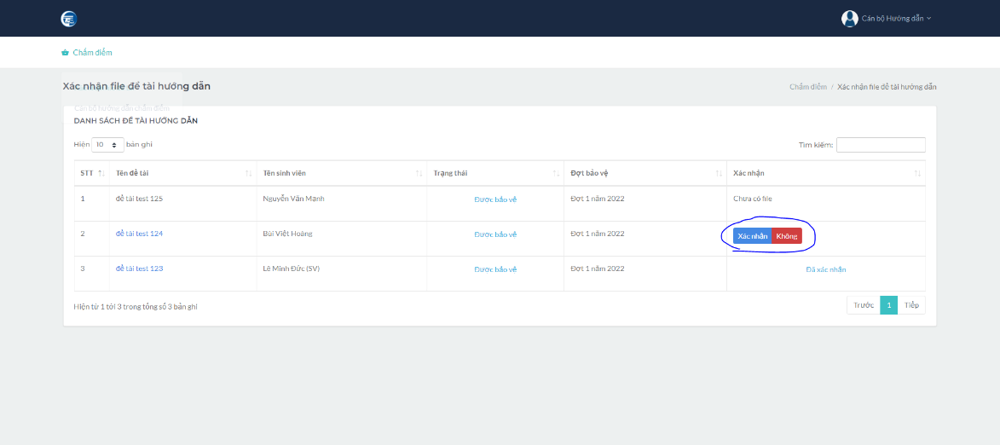 Cán bộ Hướng dẫn
Chấm điểm
Xác nhận file đề tài hướng dẫn
Chấm điểm / Xác nhận file đề tài hướng dẫn
Cán bộ hướng dẫn chấm điểm
DANH SÁCH ĐỀ TÀI HƯỚNG DẪN
Hiện 10 bản ghi
Tìm kiếm:
STT Tên đề tài Tên sinh viên Trạng thái Đợt bảo vệ Xác nhận
1 đề tài test 125 Nguyễn Văn Mạnh Được bảo vệ Đợt 1 năm 2022 Chưa có file
2 đề tài test 124 Bùi Việt Hoàng Được bảo vệ Đợt 1 năm 2022 Xác nhận Không
3 đề tài test 123 Lê Minh Đức (SV) Được bảo vệ Đợt 1 năm 2022 Đã xác nhận
Hiện từ 1 tới 3 trong tổng số 3 bản ghi
Trước 1 Tiếp